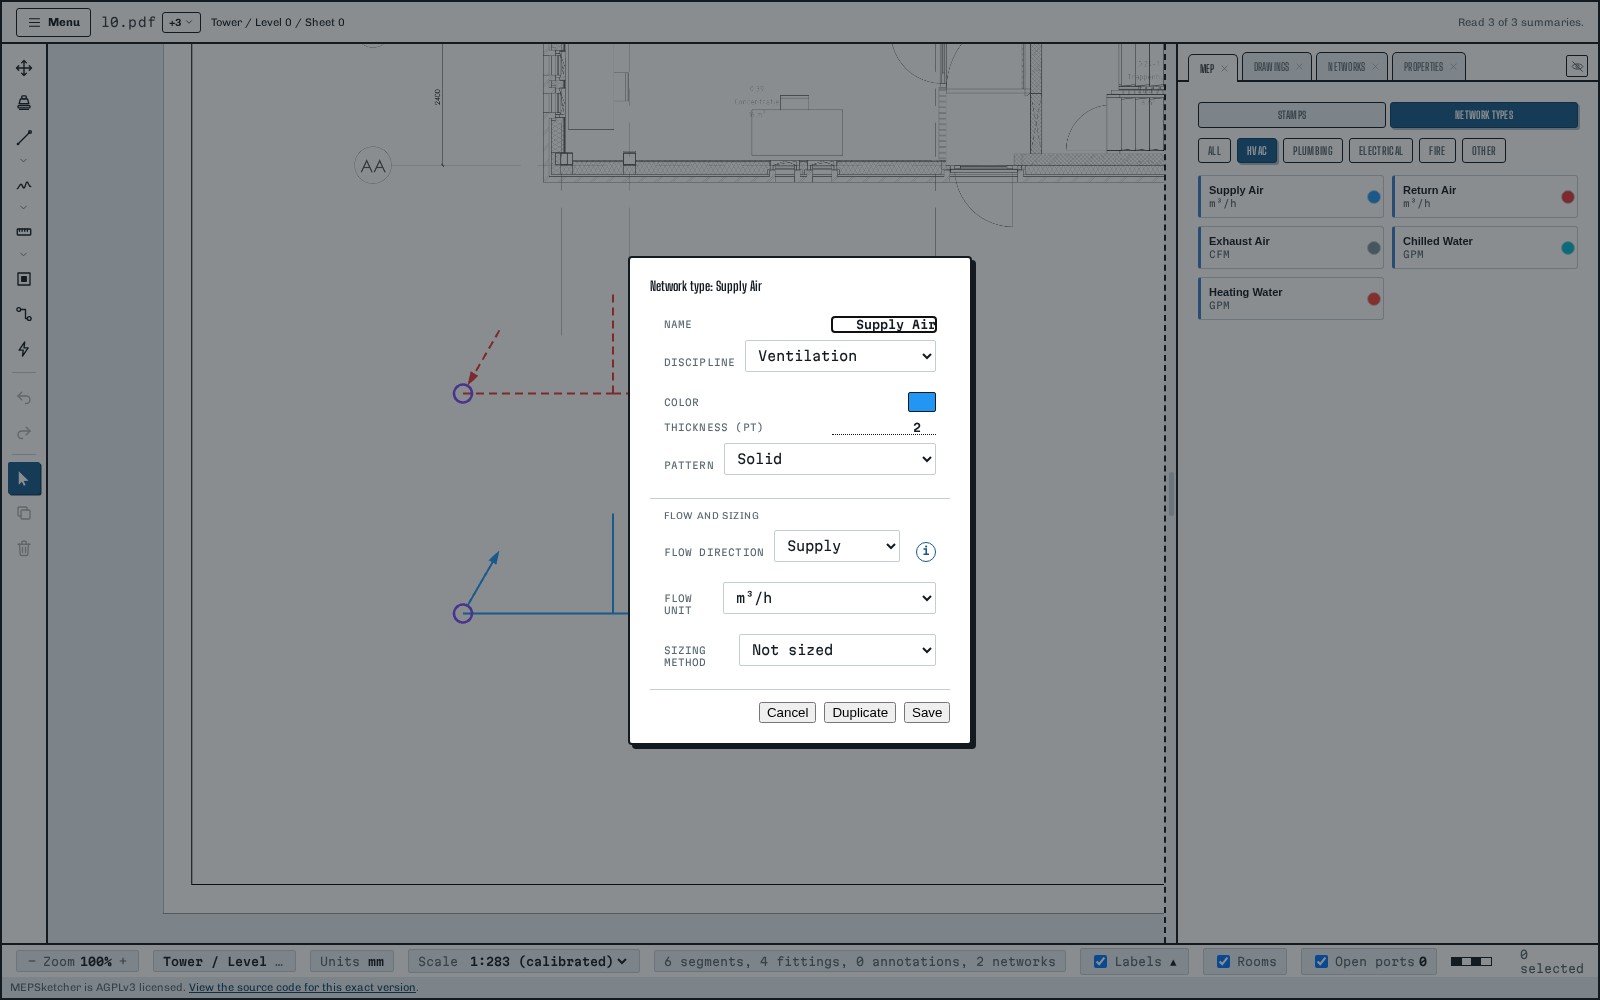 Menu
10.pdf
+3
Tower / Level 0 / Sheet 0
Read 3 of 3 summaries.
MEP
DRAWINGS
NETWORKS
PROPERTIES
STAMPS
NETWORK TYPES
ALL
HVAC
PLUMBING
ELECTRICAL
FIRE
OTHER
Supply Air
m³/h
Return Air
m³/h
Exhaust Air
CFM
Chilled Water
GPM
Heating Water
GPM
2400
AA
Network type: Supply Air
NAME
Supply Air
DISCIPLINE
Ventilation
COLOR
THICKNESS (PT)
2
PATTERN
Solid
FLOW AND SIZING
FLOW DIRECTION
Supply
i
FLOW
UNIT
m³/h
SIZING
METHOD
Not sized
Cancel
Duplicate
Save
− Zoom 100% +
Tower / Level …
Units mm
Scale 1:283 (calibrated)
6 segments, 4 fittings, 0 annotations, 2 networks
Labels ▲
Rooms
Open ports 0
0
selected
MEPSketcher is AGPLv3 licensed. View the source code for this exact version.